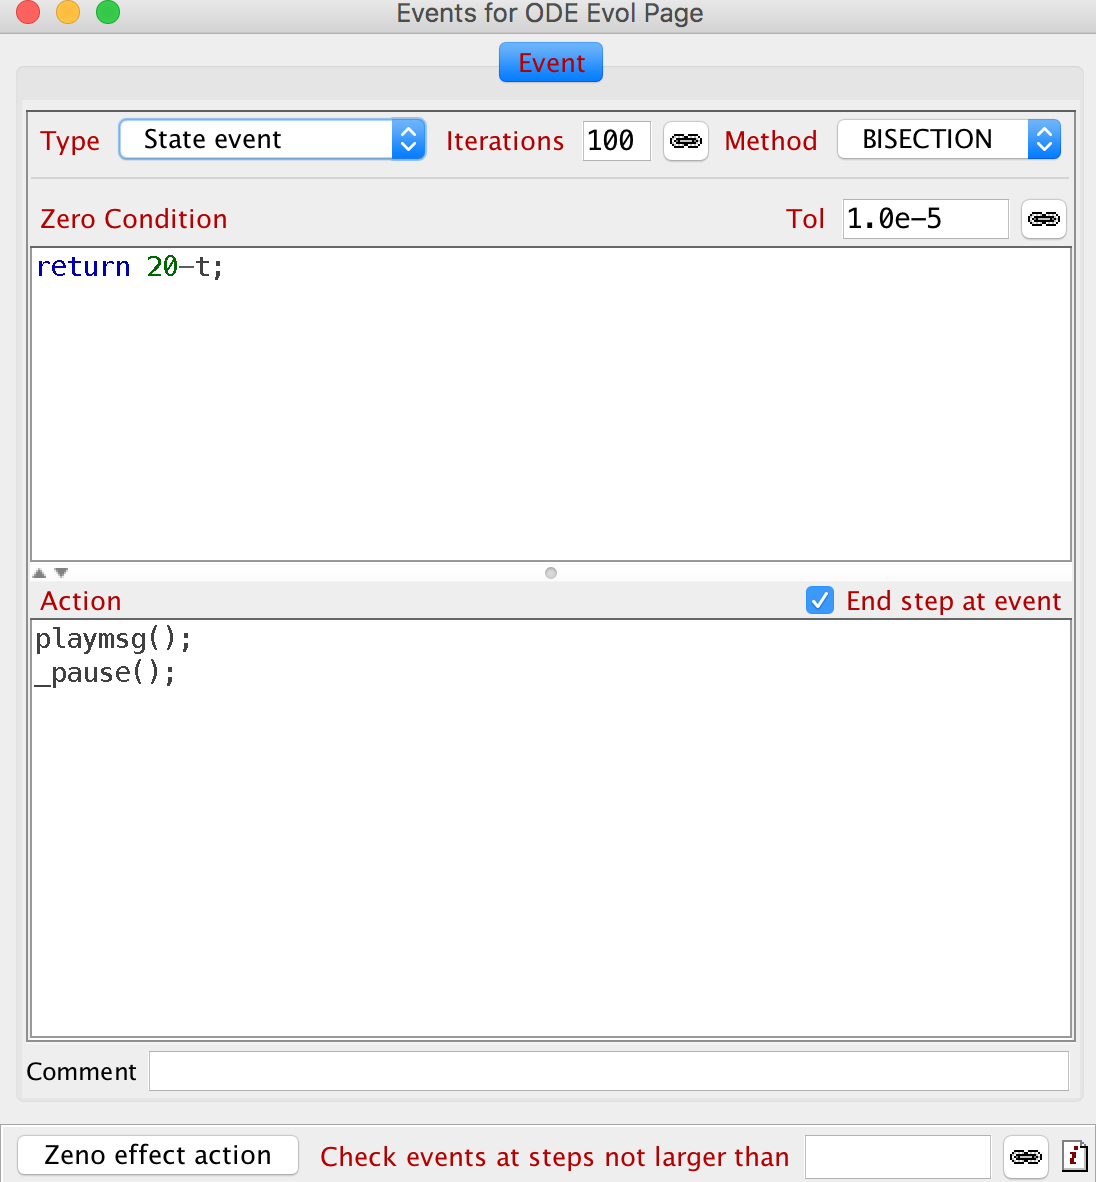 Events for ODE Evol Page
Event
Type State event Iterations 100 Method BISECTION
Zero Condition Tol 1.0e-5
return 20-t;
Action End step at event
playmsg();
_pause();
Comment
Zeno effect action Check events at steps not larger than i